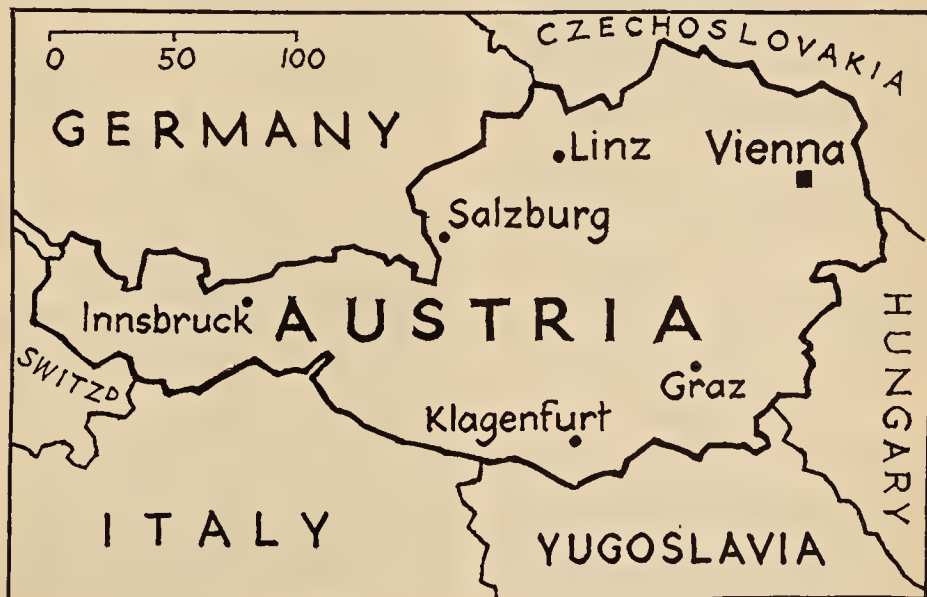 CZECHOSLOVAKIA
0 50 100
GERMANY
Linz
Vienna
Salzburg
Innsbruck
AUSTRIA
HUNGARY
SWITZD
Graz
Klagenfurt
ITALY
YUGOSLAVIA